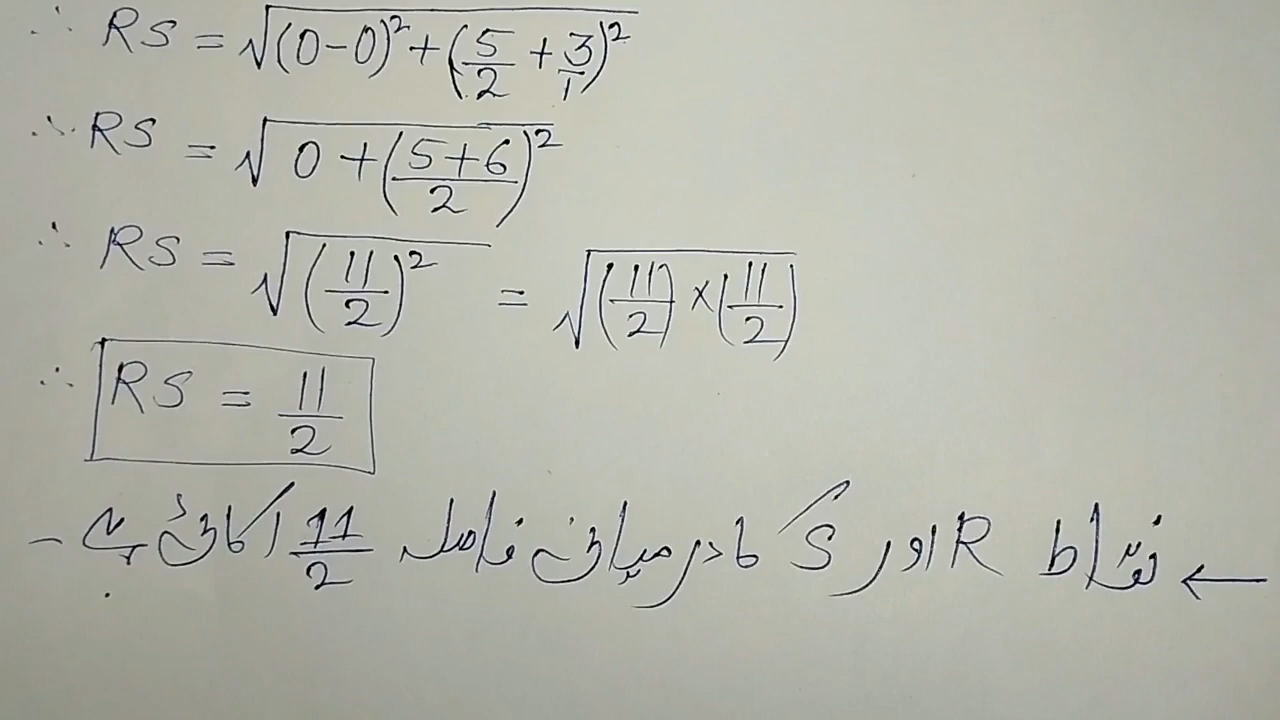 ∴ RS = √((0-0)² + (5/2 + 3/1)²)
∴ RS = √(0 + ((5+6)/2)²)
∴ RS = √((11/2)²) = √((11/2) × (11/2))
∴ RS = 11/2
← نقاط R اور S کا درمیانی فاصلہ 11/2 اکائی ہے -